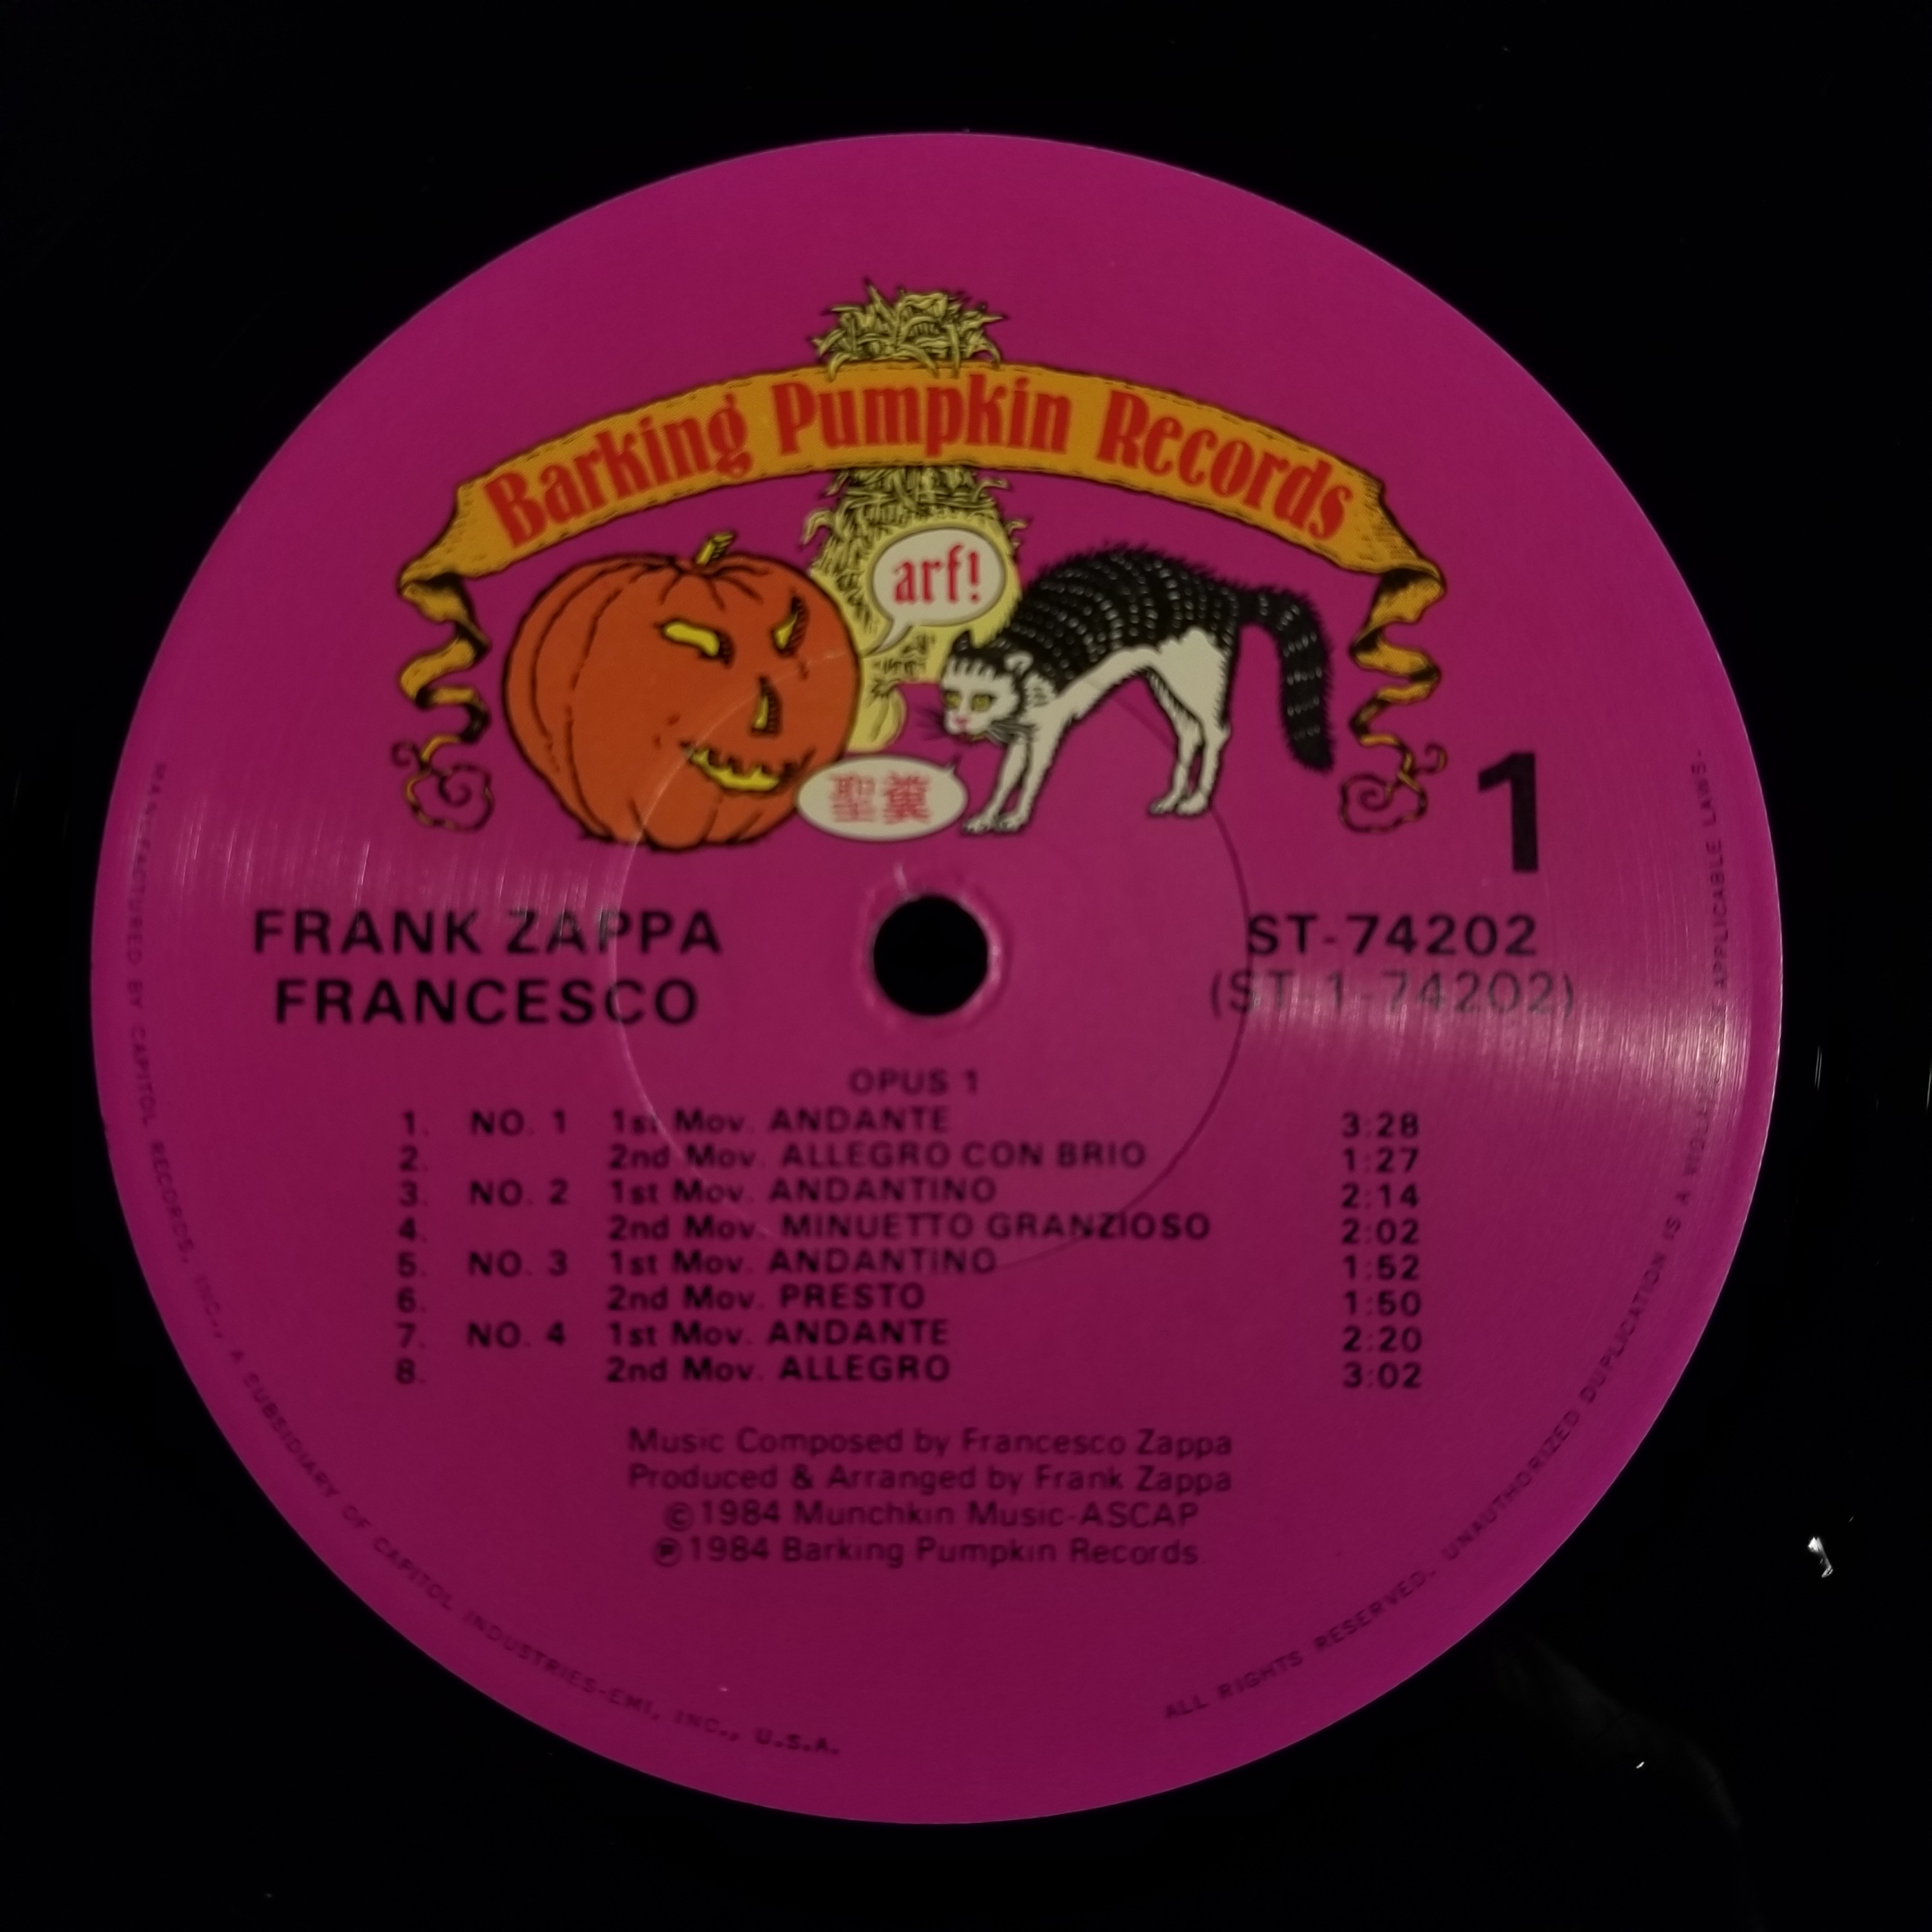 Barking Pumpkin Records
arf!
聖糞
1
FRANK ZAPPA
FRANCESCO
ST-74202
(ST 1-74202)
OPUS 1
1. NO. 1 1st Mov. ANDANTE 3:28
2. 2nd Mov. ALLEGRO CON BRIO 1:27
3. NO. 2 1st Mov. ANDANTINO 2:14
4. 2nd Mov. MINUETTO GRANZIOSO 2:02
5. NO. 3 1st Mov. ANDANTINO 1:52
6. 2nd Mov. PRESTO 1:50
7. NO. 4 1st Mov. ANDANTE 2:20
8. 2nd Mov. ALLEGRO 3:02
Music Composed by Francesco Zappa
Produced & Arranged by Frank Zappa
©1984 Munchkin Music-ASCAP
℗1984 Barking Pumpkin Records.
MANUFACTURED BY CAPITOL RECORDS, INC., A SUBSIDIARY OF CAPITOL INDUSTRIES-EMI, INC., U.S.A.
ALL RIGHTS RESERVED. UNAUTHORIZED DUPLICATION IS A VIOLATION OF APPLICABLE LAWS.